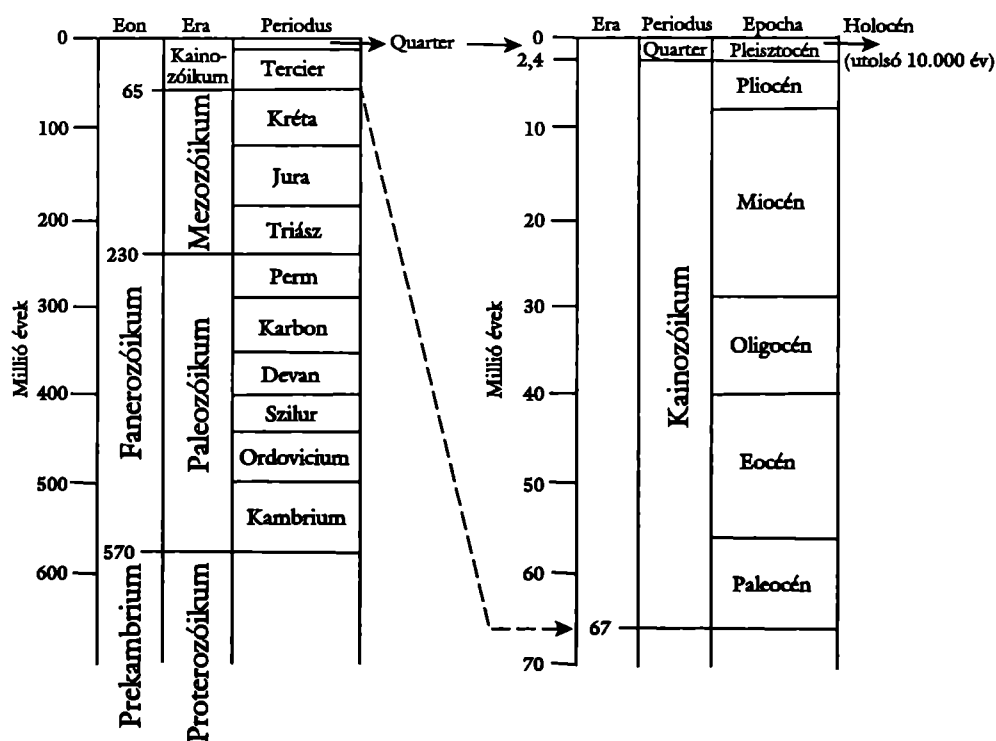 Eon Era Periodus
0
Kaino-
zóikum
Tercier
Quarter
65
100
200
230
300
400
500
570
600
Millió évek
Fanerozóikum
Prekambrium
Mezozóikum
Paleozóikum
Proterozóikum
Kréta
Jura
Triász
Perm
Karbon
Devan
Szilur
Ordovicium
Kambrium
Era Periodus Epocha Holocén
(utolsó 10.000 év)
0
2,4
10
20
30
40
50
60
67
70
Millió évek
Quarter
Kainozóikum
Pleisztocén
Pliocén
Miocén
Oligocén
Eocén
Paleocén